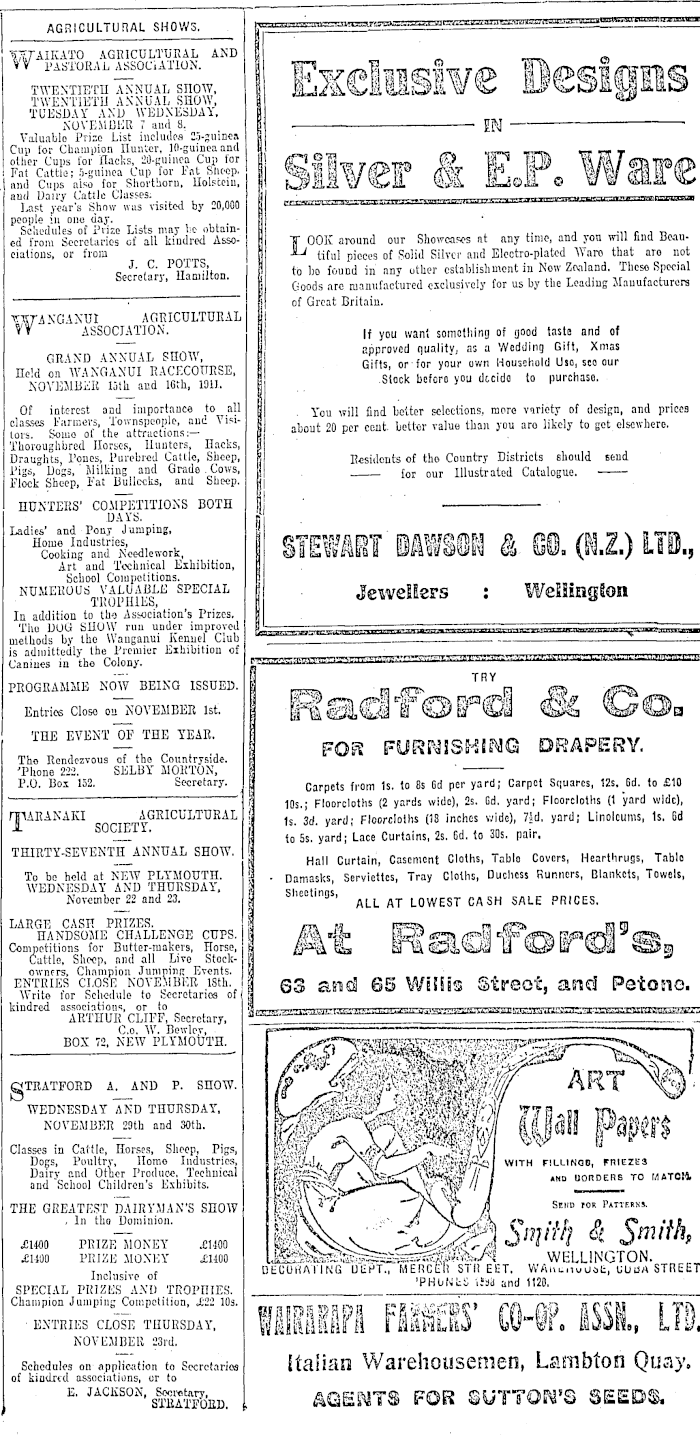 AGRICULTURAL SHOWS.
WAIKATO AGRICULTURAL AND
PASTORAL ASSOCIATION.
TWENTIETH ANNUAL SHOW,
TWENTIETH ANNUAL SHOW,
TUESDAY AND WEDNESDAY,
NOVEMBER 7 and 8.
Valuable Prize List includes 25-guinea
Cup for Champion Hunter, 10-guinea and
other Cups for Hacks, 20-guinea Cup for
Fat Cattle; 5-guinea Cup for Fat Sheep,
and Cups also for Shorthorn, Holstein,
and Dairy Cattle Classes.
Last year's Show was visited by 20,000
people in one day.
Schedules of Prize Lists may be obtain-
ed from Secretaries of all kindred Asso-
ciations, or from
J. C. POTTS,
Secretary, Hamilton.
WANGANUI AGRICULTURAL
ASSOCIATION.
GRAND ANNUAL SHOW,
Held on WANGANUI RACECOURSE,
NOVEMBER 15th and 16th, 1911.
Of interest and importance to all
classes Farmers, Townspeople, and Visi-
tors. Some of the attractions:—
Thoroughbred Horses, Hunters, Hacks,
Draughts, Ponies, Purebred Cattle, Sheep,
Pigs, Dogs, Milking and Grade Cows,
Flock Sheep, Fat Bullocks, and Sheep.
HUNTERS' COMPETITIONS BOTH
DAYS.
Ladies' and Pony Jumping,
Home Industries,
Cooking and Needlework,
Art and Technical Exhibition,
School Competitions.
NUMEROUS VALUABLE SPECIAL
TROPHIES,
In addition to the Association's Prizes.
The DOG SHOW run under improved
methods by the Wanganui Kennel Club
is admittedly the Premier Exhibition of
Canines in the Colony.
PROGRAMME NOW BEING ISSUED.
Entries Close on NOVEMBER 1st.
THE EVENT OF THE YEAR.
The Rendezvous of the Countryside.
'Phone 222. SELBY MORTON,
P.O. Box 152. Secretary.
TARANAKI AGRICULTURAL
SOCIETY.
THIRTY-SEVENTH ANNUAL SHOW.
To be held at NEW PLYMOUTH.
WEDNESDAY AND THURSDAY,
November 22 and 23.
LARGE CASH PRIZES.
HANDSOME CHALLENGE CUPS.
Competitions for Butter-makers, Horse,
Cattle, Sheep, and all Live Stock-
owners, Champion Jumping Events.
ENTRIES CLOSE NOVEMBER 18th.
Write for Schedule to Secretaries of
kindred associations, or to
ARTHUR CLIFF, Secretary,
C.o. W. Bewley,
BOX 72, NEW PLYMOUTH.
STRATFORD A. AND P. SHOW.
WEDNESDAY AND THURSDAY,
NOVEMBER 29th and 30th.
Classes in Cattle, Horses, Sheep, Pigs,
Dogs, Poultry, Home Industries,
Dairy and Other Produce, Technical
and School Children's Exhibits.
THE GREATEST DAIRYMAN'S SHOW
In the Dominion.
£1400 PRIZE MONEY £1400
£1400 PRIZE MONEY £1400
Inclusive of
SPECIAL PRIZES AND TROPHIES.
Champion Jumping Competition, £22 10s.
ENTRIES CLOSE THURSDAY,
NOVEMBER 23rd.
Schedules on application to Secretaries
of kindred associations, or to
E. JACKSON, Secretary,
STRATFORD.
Exclusive Designs
IN
Silver & E.P. Ware
LOOK around our Showcases at any time, and you will find Beau-
tiful pieces of Solid Silver and Electro-plated Ware that are not
to be found in any other establishment in New Zealand. These Special
Goods are manufactured exclusively for us by the Leading Manufacturers
of Great Britain.
If you want something of good taste and of
approved quality, as a Wedding Gift, Xmas
Gifts, or for your own Household Use, see our
Stock before you decide to purchase.
You will find better selections, more variety of design, and prices
about 20 per cent. better value than you are likely to get elsewhere.
Residents of the Country Districts should send
for our Illustrated Catalogue.
STEWART DAWSON & CO. (N.Z.) LTD.,
Jewellers : Wellington
TRY
Radford & Co.
FOR FURNISHING DRAPERY.
Carpets from 1s. to 8s 6d per yard; Carpet Squares, 12s. 6d. to £10
10s.; Floorcloths (2 yards wide), 2s. 6d. yard; Floorcloths (1 yard wide),
1s. 3d. yard; Floorcloths (18 inches wide), 7½d. yard; Linoleums, 1s. 6d
to 5s. yard; Lace Curtains, 2s. 6d. to 30s. pair.
Hall Curtain, Casement Cloths, Table Covers, Hearthrugs, Table
Damasks, Serviettes, Tray Cloths, Duchess Runners, Blankets, Towels,
Sheetings,
ALL AT LOWEST CASH SALE PRICES.
At Radford's,
63 and 65 Willis Street, and Petone.
ART
Wall Papers
WITH FILLINGS, FRIEZES
AND BORDERS TO MATCH.
SEND FOR PATTERNS.
Smith & Smith,
WELLINGTON.
DECORATING DEPT., MERCER STREET. WAREHOUSE, CUBA STREET
'PHONES and 1120.
WAIRARAPA FARMERS' CO-OP. ASSN., LTD.
Italian Warehousemen, Lambton Quay.
AGENTS FOR SUTTON'S SEEDS.